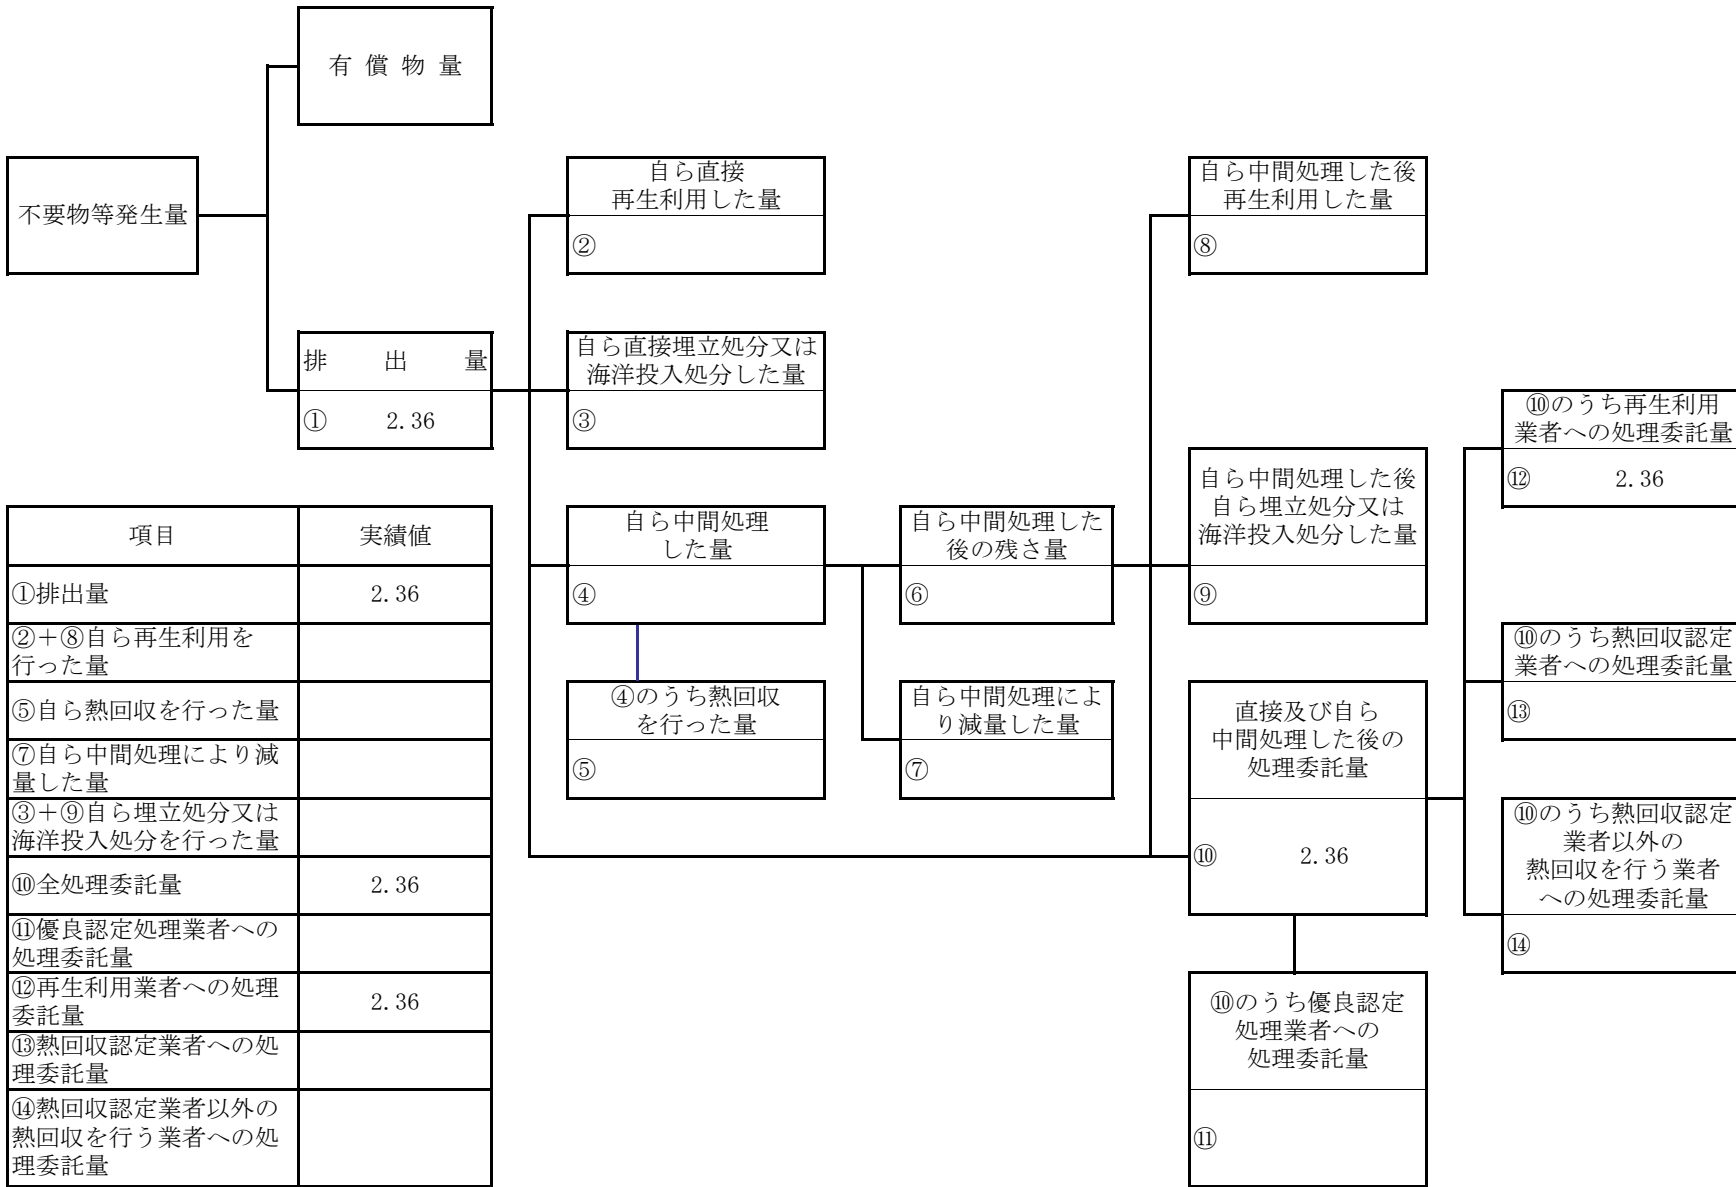 有 償 物 量
不要物等発生量
自ら直接
再生利用した量
②
自ら中間処理した後
再生利用した量
⑧
排 出 量
① 2.36
自ら直接埋立処分又は
海洋投入処分した量
③
⑩のうち再生利用
業者への処理委託量
⑫ 2.36
自ら中間処理
した量
④
自ら中間処理した
後の残さ量
⑥
自ら中間処理した後
自ら埋立処分又は
海洋投入処分した量
⑨
⑩のうち熱回収認定
業者への処理委託量
⑬
④のうち熱回収
を行った量
⑤
自ら中間処理によ
り減量した量
⑦
直接及び自ら
中間処理した後の
処理委託量
⑩ 2.36
⑩のうち熱回収認定
業者以外の
熱回収を行う業者
への処理委託量
⑭
⑩のうち優良認定
処理業者への
処理委託量
⑪
項目 実績値
①排出量 2.36
②＋⑧自ら再生利用を
行った量
⑤自ら熱回収を行った量
⑦自ら中間処理により減
量した量
③＋⑨自ら埋立処分又は
海洋投入処分を行った量
⑩全処理委託量 2.36
⑪優良認定処理業者への
処理委託量
⑫再生利用業者への処理
委託量 2.36
⑬熱回収認定業者への処
理委託量
⑭熱回収認定業者以外の
熱回収を行う業者への処
理委託量